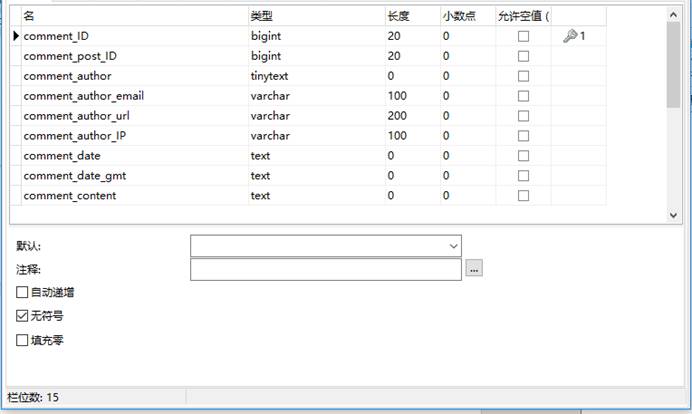 名 类型 长度 小数点 允许空值 (
comment_ID bigint 20 0 1
comment_post_ID bigint 20 0
comment_author tinytext 0 0
comment_author_email varchar 100 0
comment_author_url varchar 200 0
comment_author_IP varchar 100 0
comment_date text 0 0
comment_date_gmt text 0 0
comment_content text 0 0
默认:
注释: ...
自动递增
无符号
填充零
栏位数: 15